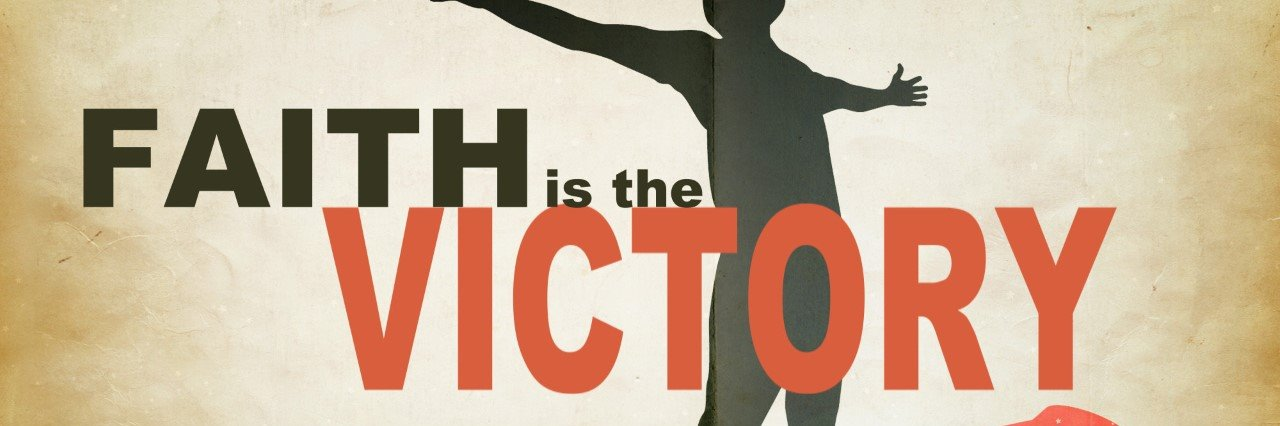 FAITH is the
VICTORY